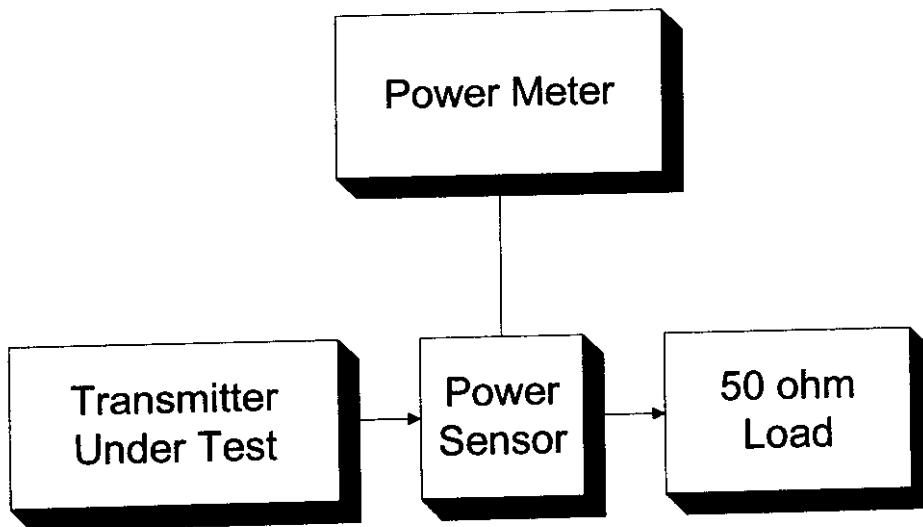 Power Meter
Transmitter
Under Test
Power
Sensor
50 ohm
Load